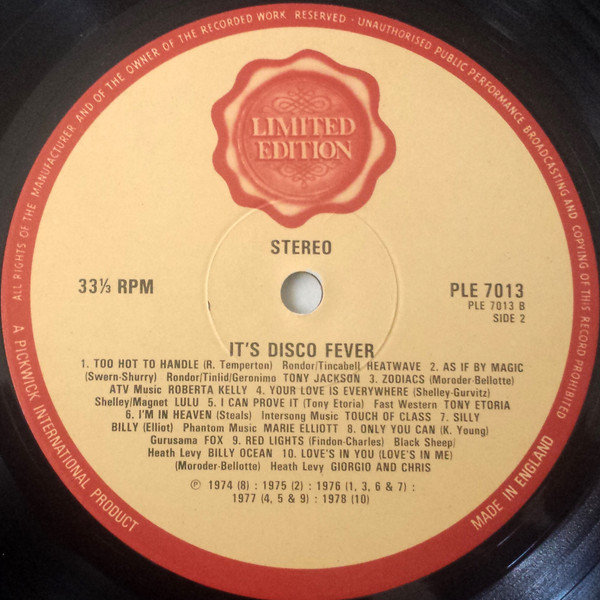 ALL RIGHTS OF THE MANUFACTURER AND OF THE OWNER OF THE RECORDED WORK RESERVED · UNAUTHORISED PUBLIC PERFORMANCE BROADCASTING AND COPYING OF THIS RECORD PROHIBITED
LIMITED
EDITION
STEREO
33⅓ RPM
PLE 7013
PLE 7013 B
SIDE 2
IT'S DISCO FEVER
1. TOO HOT TO HANDLE (R. Temperton) Rondor/Tincabell HEATWAVE 2. AS IF BY MAGIC
(Swern-Shurry) Rondor/Tinlid/Geronimo TONY JACKSON 3. ZODIACS (Moroder-Bellotte)
ATV Music ROBERTA KELLY 4. YOUR LOVE IS EVERYWHERE (Shelley-Gurvitz)
Shelley/Magnet LULU 5. I CAN PROVE IT (Tony Etoria) Fast Western TONY ETORIA
6. I'M IN HEAVEN (Steals) Intersong Music TOUCH OF CLASS 7. SILLY
BILLY (Elliot) Phantom Music MARIE ELLIOTT 8. ONLY YOU CAN (K. Young)
Gurusama FOX 9. RED LIGHTS (Findon-Charles) Black Sheep/
Heath Levy BILLY OCEAN 10. LOVE'S IN YOU (LOVE'S IN ME)
(Moroder-Bellotte) Heath Levy GIORGIO AND CHRIS
℗ 1974 (8) : 1975 (2) : 1976 (1, 3, 6 & 7) :
1977 (4, 5 & 9) : 1978 (10)
A PICKWICK INTERNATIONAL PRODUCT
MADE IN ENGLAND